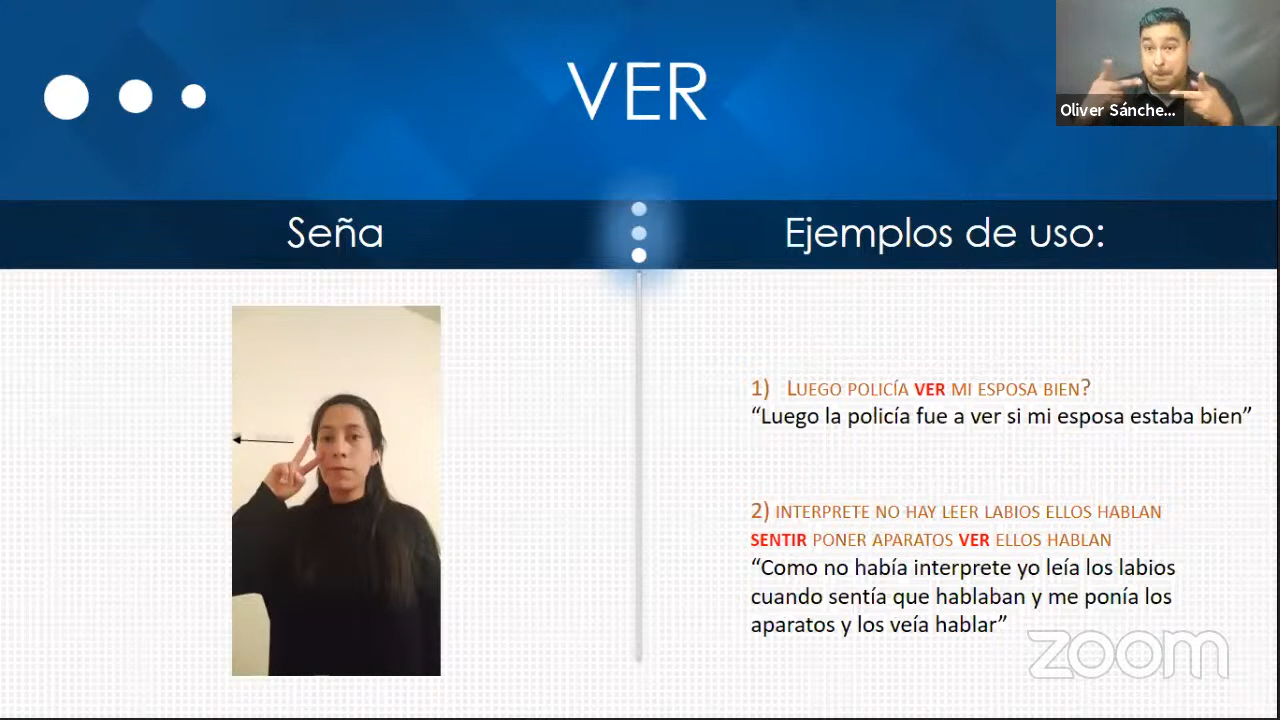 VER
Oliver Sánche...
Seña
Ejemplos de uso:
1) LUEGO POLICÍA VER MI ESPOSA BIEN?
“Luego la policía fue a ver si mi esposa estaba bien”
2) INTERPRETE NO HAY LEER LABIOS ELLOS HABLAN
SENTIR PONER APARATOS VER ELLOS HABLAN
“Como no había interprete yo leía los labios
cuando sentía que hablaban y me ponía los
aparatos y los veía hablar”
zoom